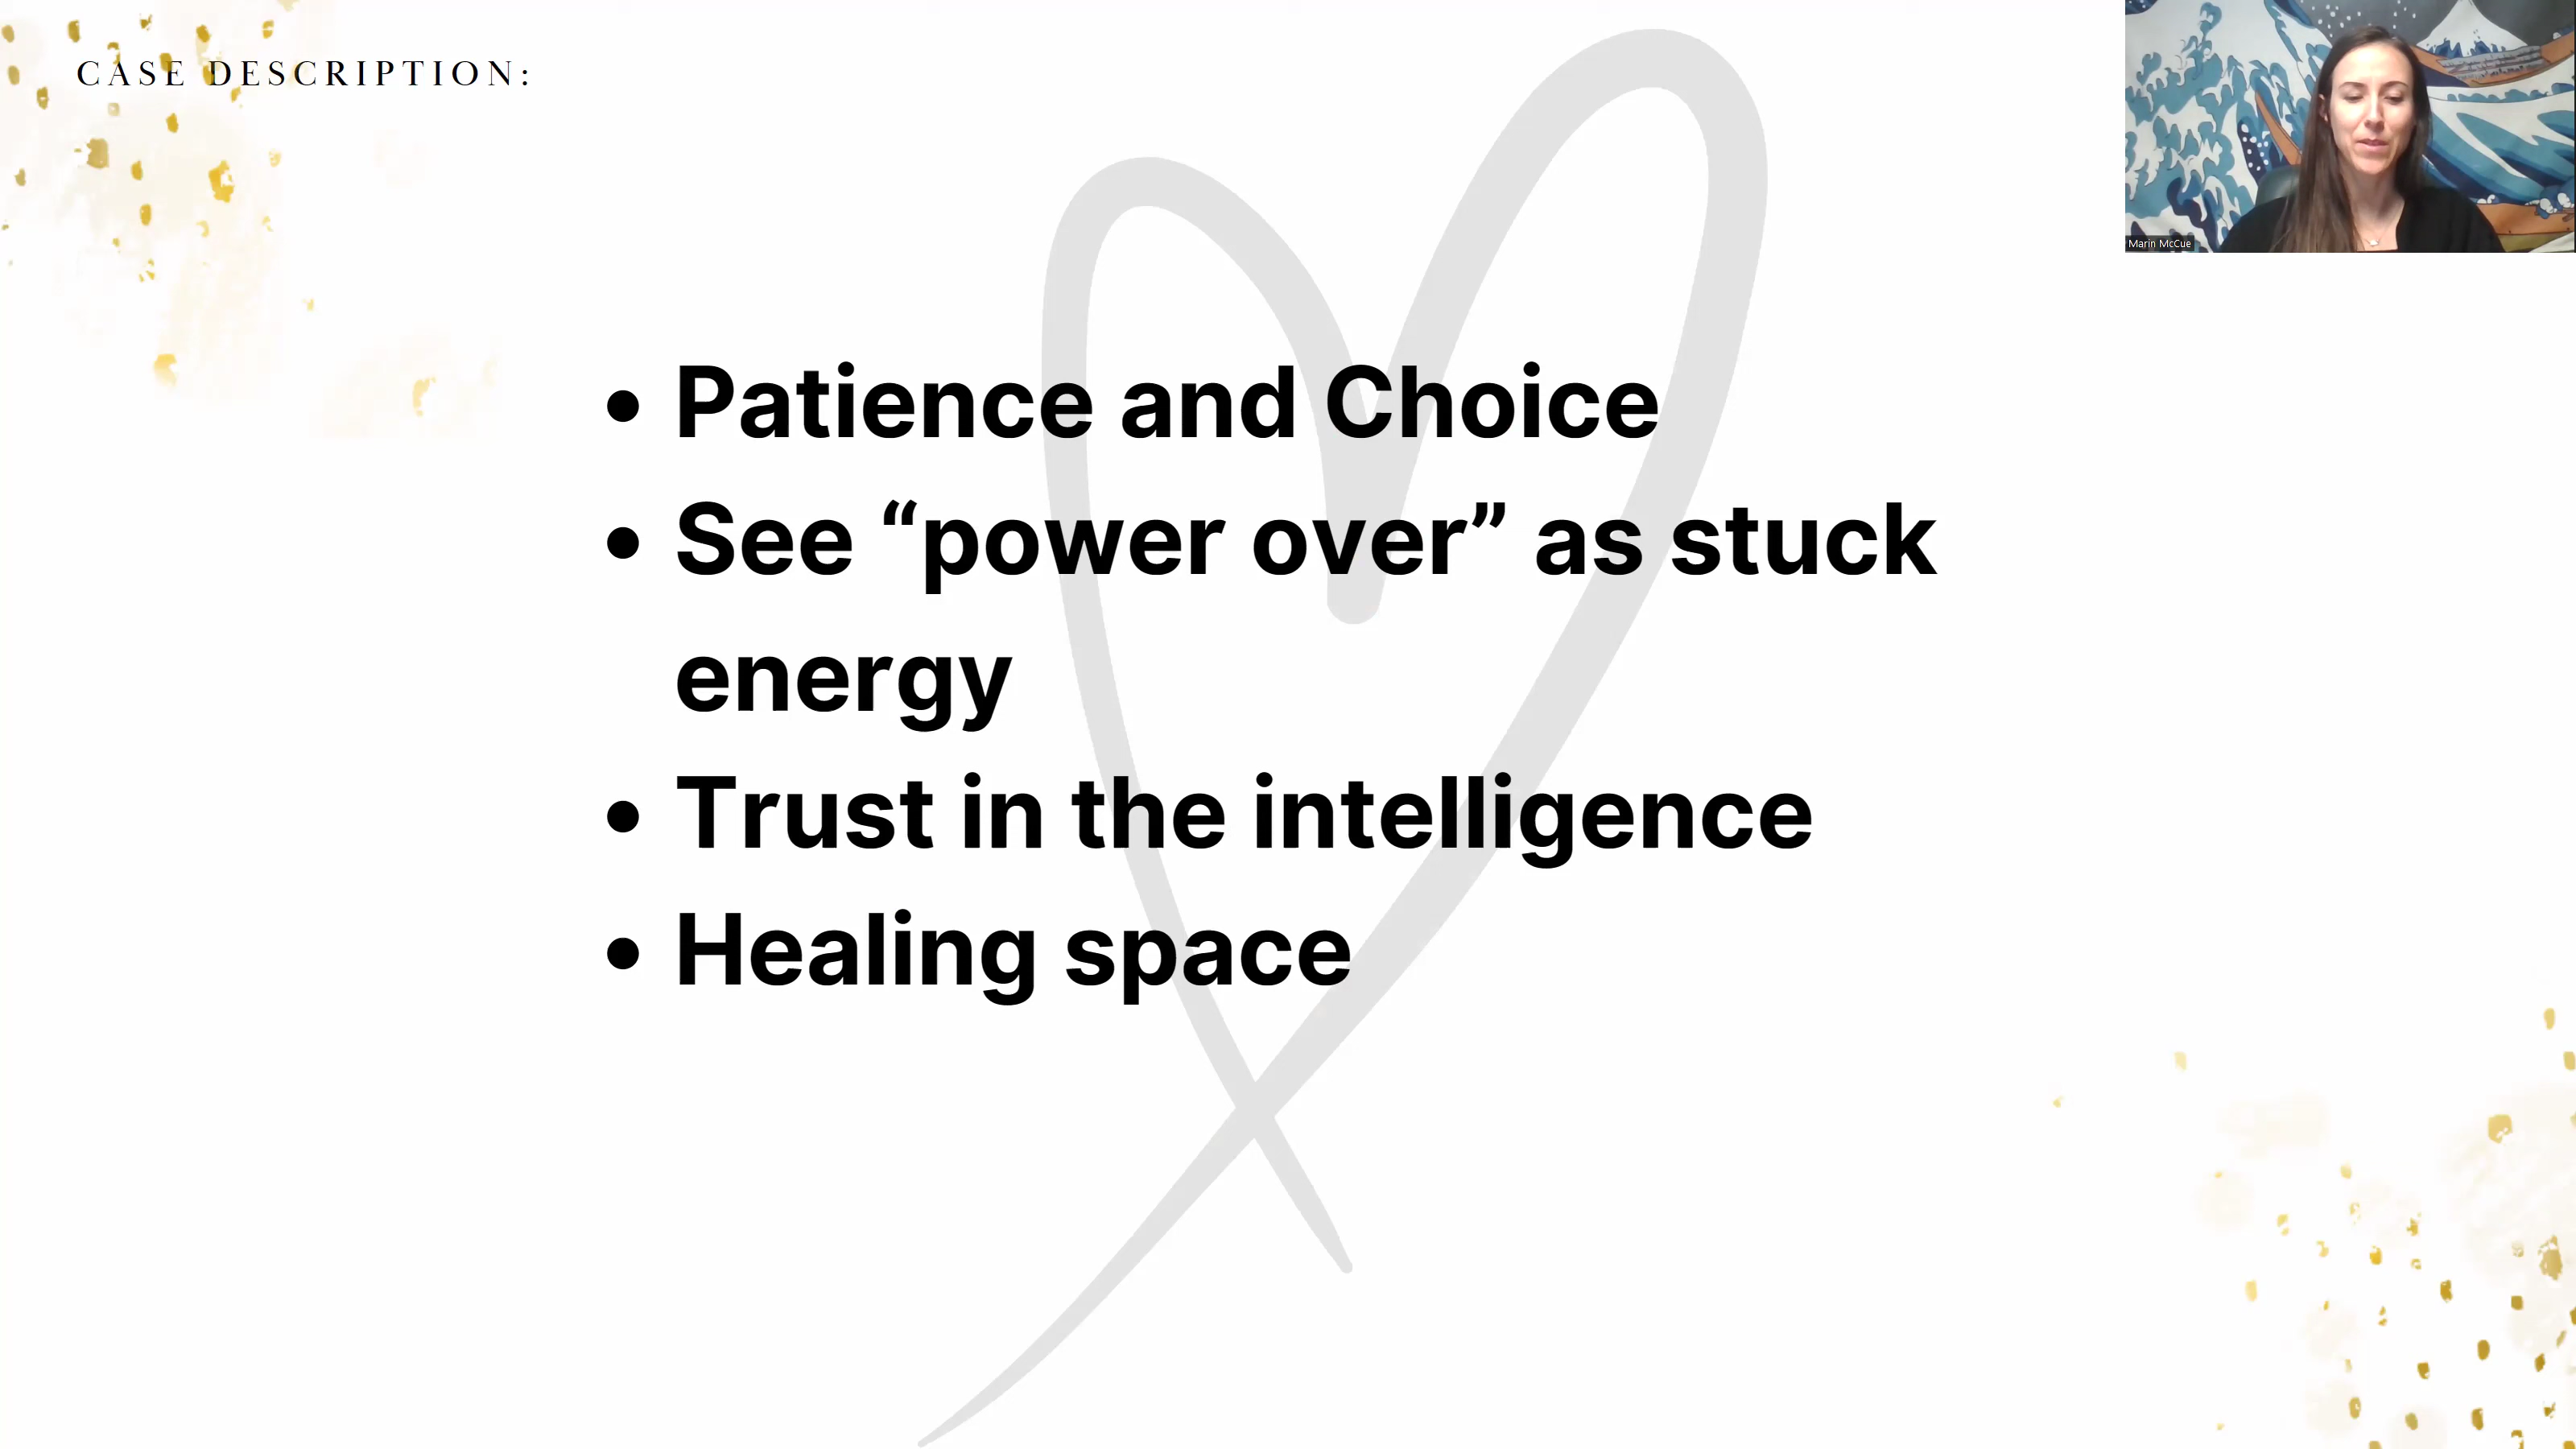 CASE DESCRIPTION:
Marin McCue
• Patience and Choice
• See “power over” as stuck
energy
• Trust in the intelligence
• Healing space